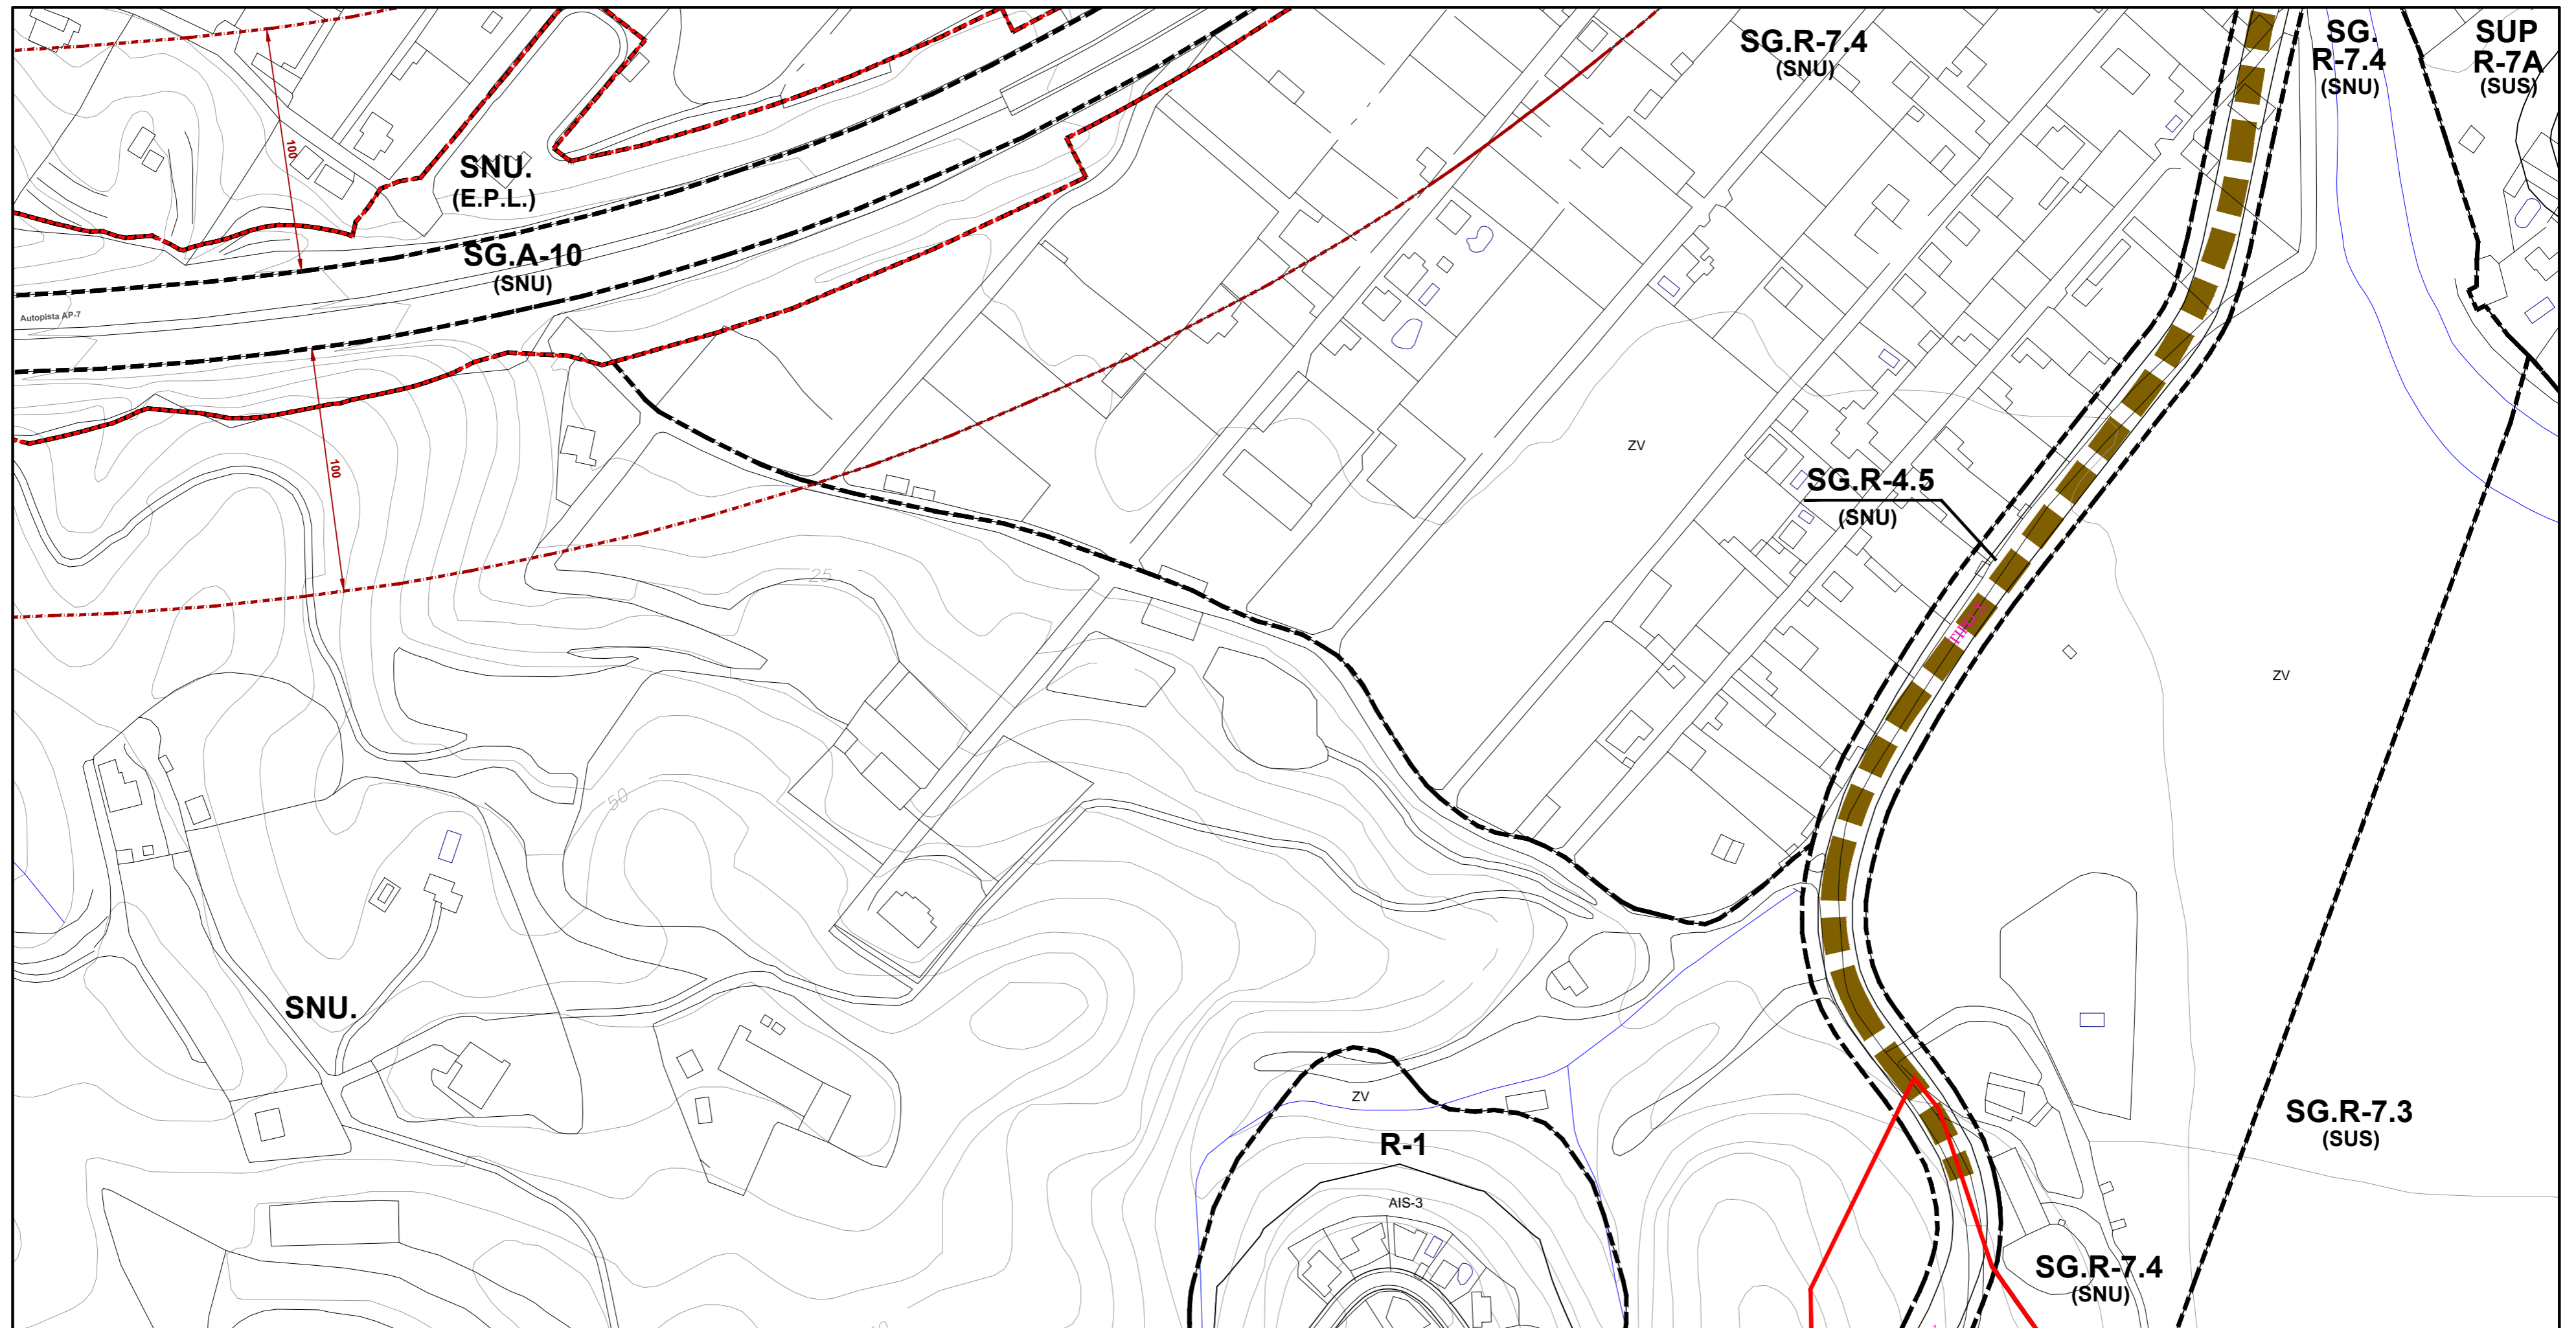 SG.R-7.4
(SNU)
SG.
R-7.4
(SNU)
SUP
R-7A
(SUS)
100
SNU.
(E.P.L.)
SG.A-10
(SNU)
Autopista AP-7
100
ZV
SG.R-4.5
(SNU)
25
ZV
50
SNU.
ZV
R-1
AIS-3
SG.R-7.3
(SUS)
SG.R-7.4
(SNU)